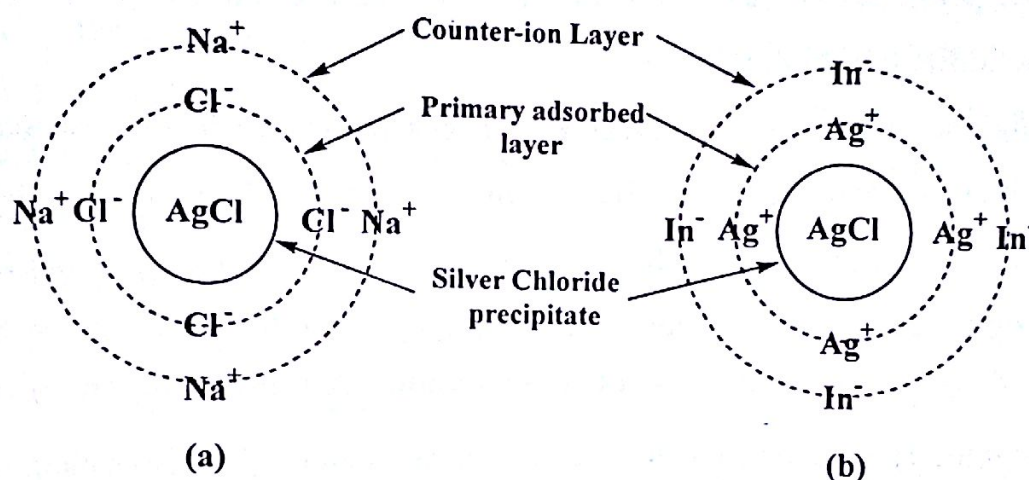 Na⁺
Cl⁻
Na⁺ Cl⁻
AgCl
Cl⁻ Na⁺
Cl⁻
Na⁺
(a)
Counter-ion Layer
Primary adsorbed
layer
Silver Chloride
precipitate
In⁻
Ag⁺
In⁻ Ag⁺
AgCl
Ag⁺ In⁻
Ag⁺
In⁻
(b)